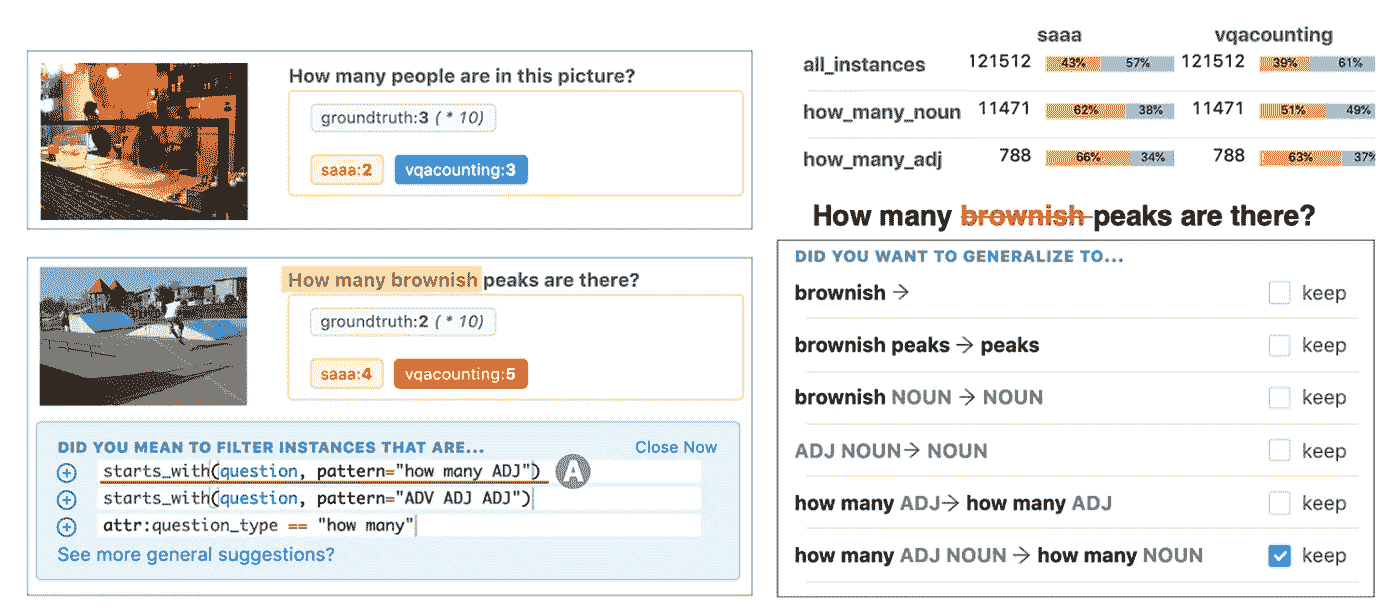 How many people are in this picture?
groundtruth:3 ( * 10)
saaa:2 vqacounting:3
How many brownish peaks are there?
groundtruth:2 ( * 10)
saaa:4 vqacounting:5
DID YOU MEAN TO FILTER INSTANCES THAT ARE... Close Now
starts_with(question, pattern="how many ADJ") A
starts_with(question, pattern="ADV ADJ ADJ")
attr:question_type == "how many"
See more general suggestions?
saaa vqacounting
all_instances 121512 43% 57% 121512 39% 61%
how_many_noun 11471 62% 38% 11471 51% 49%
how_many_adj 788 66% 34% 788 63% 37%
How many brownish peaks are there?
DID YOU WANT TO GENERALIZE TO...
brownish → keep
brownish peaks → peaks keep
brownish NOUN → NOUN keep
ADJ NOUN→ NOUN keep
how many ADJ→ how many ADJ keep
how many ADJ NOUN → how many NOUN keep